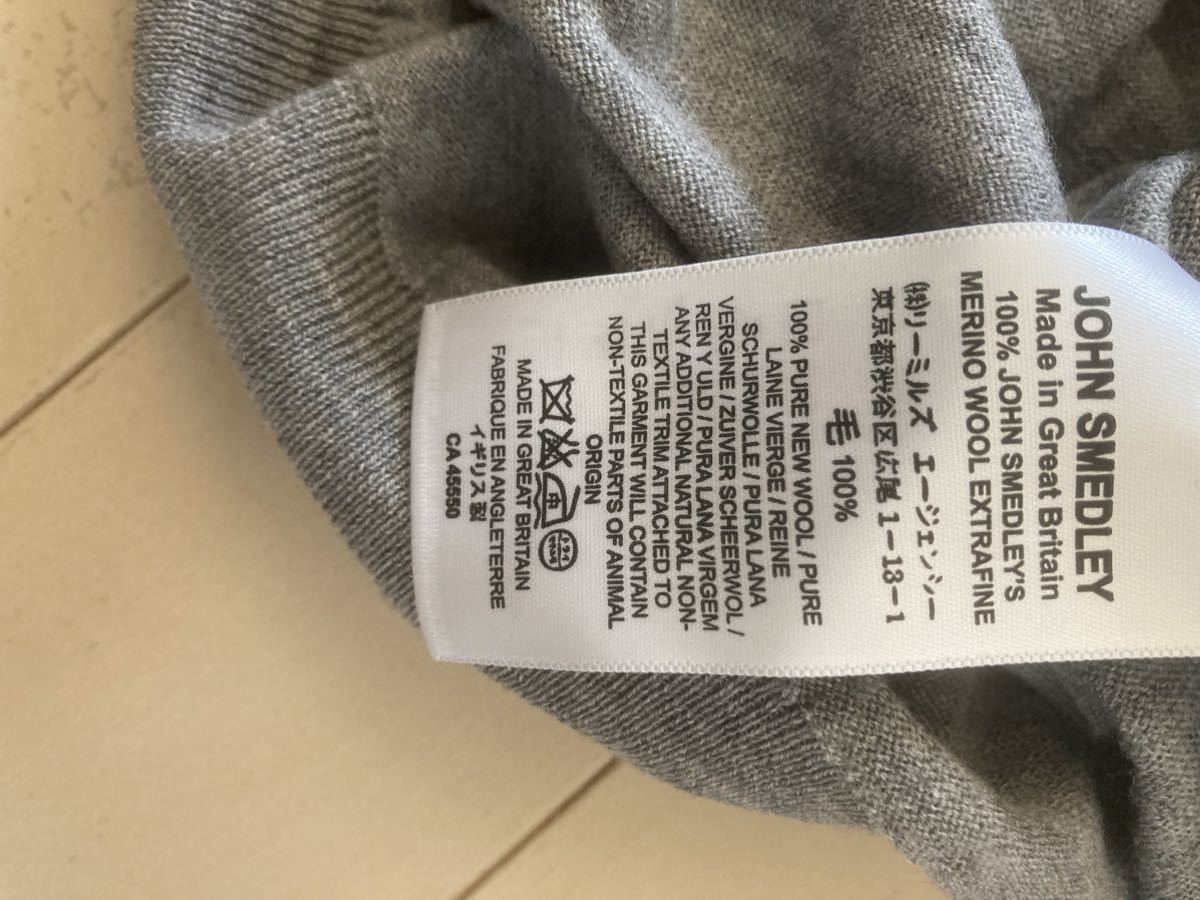 JOHN SMEDLEY
Made in Great Britain
100% JOHN SMEDLEY'S
MERINO WOOL EXTRAFINE
㈱リーミルズ エージェンシー
東京都渋谷区広尾1-13-1
毛 100%
100% PURE NEW WOOL / PURE
LAINE VIERGE / REINE
SCHURWOLLE / PURA LANA
VERGINE / ZUIVER SCHEERWOL /
REN Y ULD / PURA LANA VIRGEM
ANY ADDITIONAL NATURAL NON-
TEXTILE TRIM ATTACHED TO
THIS GARMENT WILL CONTAIN
NON-TEXTILE PARTS OF ANIMAL
ORIGIN
ドライ
MADE IN GREAT BRITAIN
FABRIQUE EN ANGLETERRE
イギリス製
CA 45550